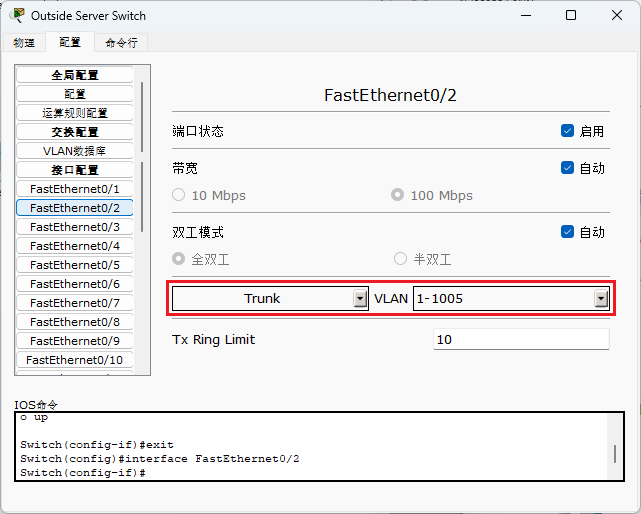 Outside Server Switch
物理 配置 命令行
全局配置
配置
运算规则配置
交换配置
VLAN数据库
接口配置
FastEthernet0/1
FastEthernet0/2
FastEthernet0/3
FastEthernet0/4
FastEthernet0/5
FastEthernet0/6
FastEthernet0/7
FastEthernet0/8
FastEthernet0/9
FastEthernet0/10
FastEthernet0/2
端口状态 启用
带宽 自动
10 Mbps 100 Mbps
双工模式 自动
全双工 半双工
Trunk VLAN 1-1005
Tx Ring Limit 10
IOS命令
o up
Switch(config-if)#exit
Switch(config)#interface FastEthernet0/2
Switch(config-if)#